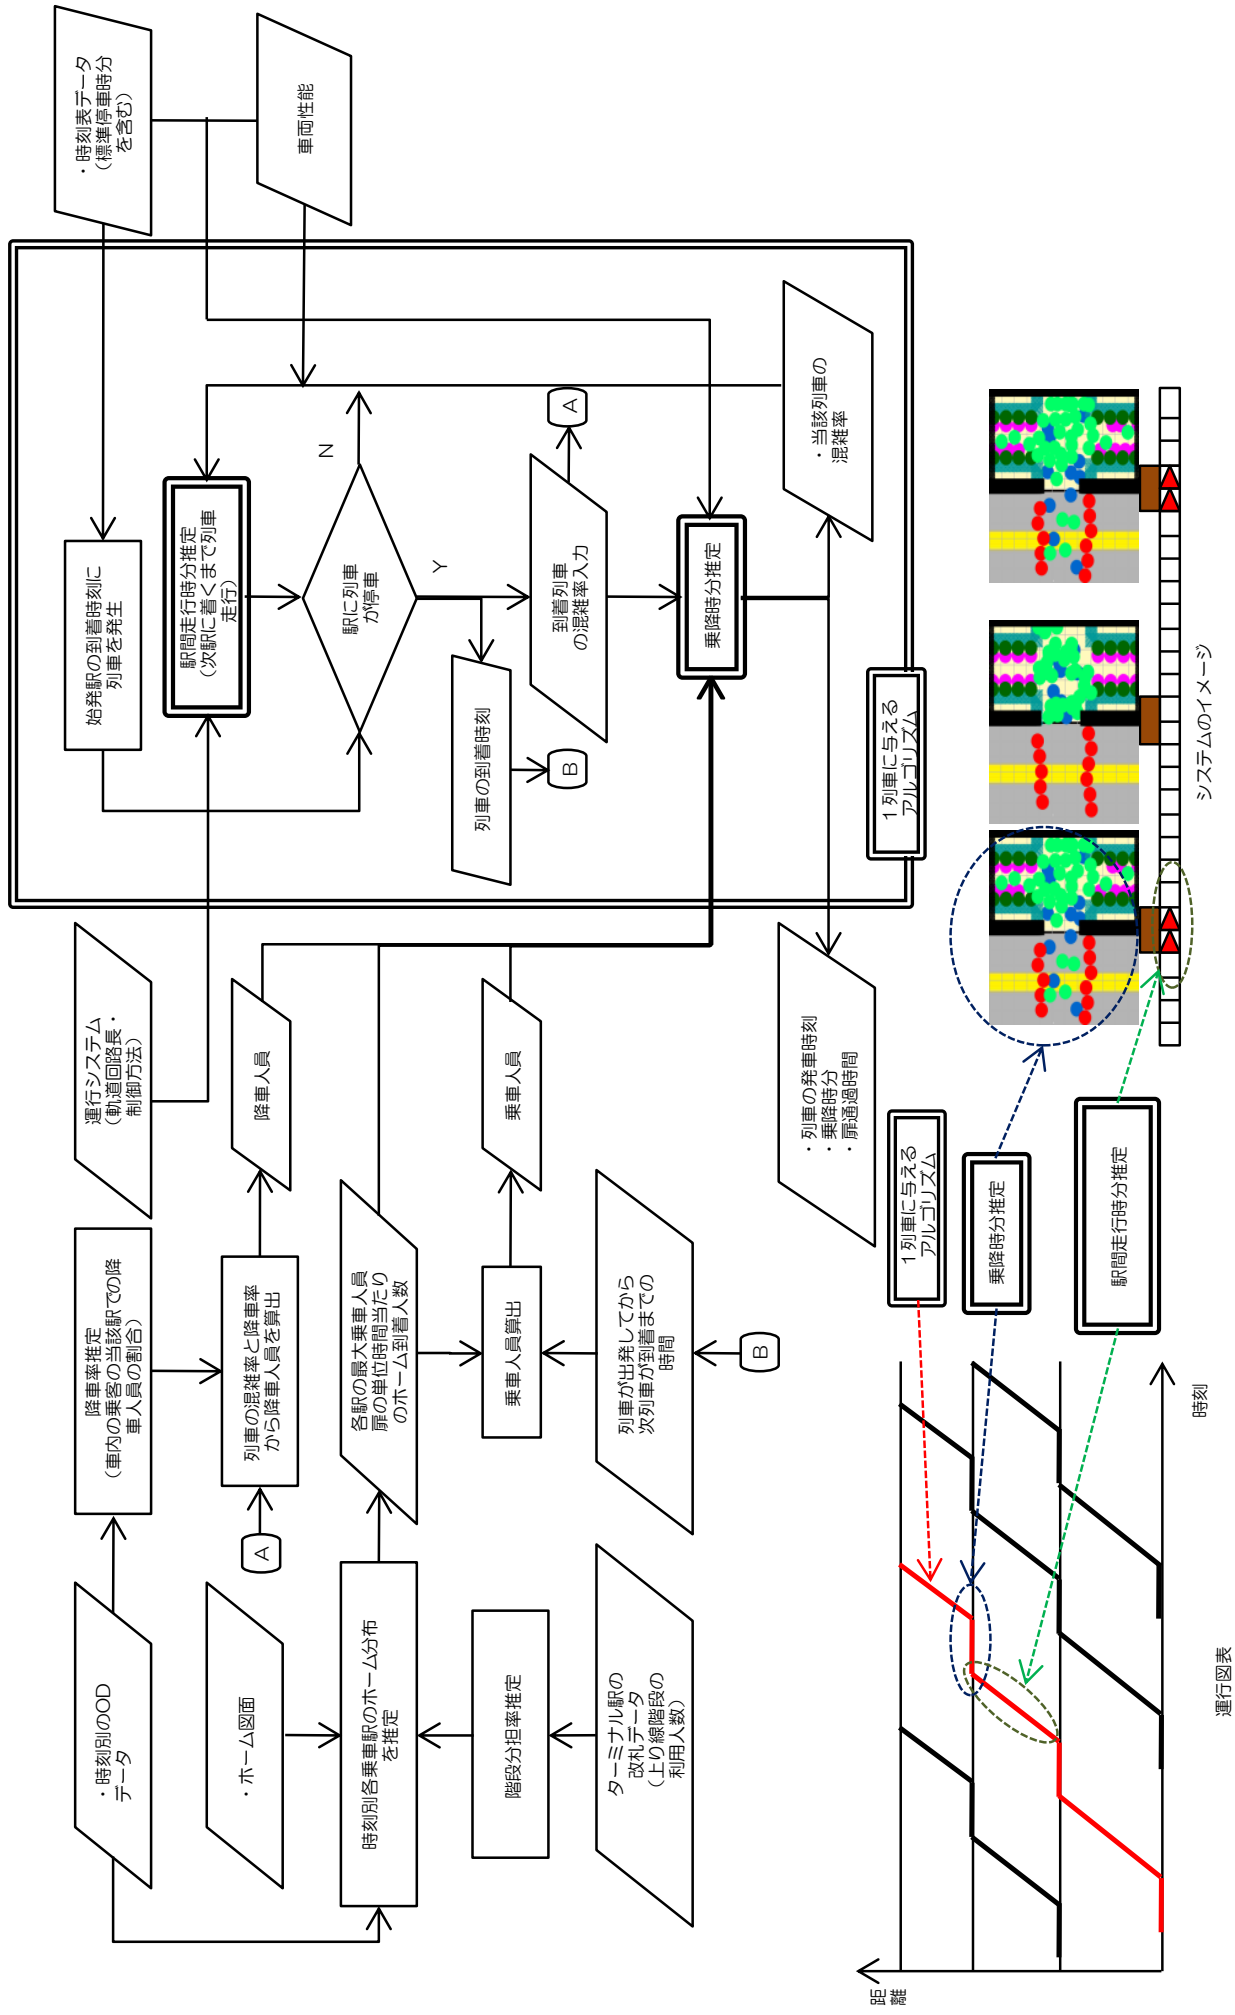 ・時刻別のOD
データ
降車率推定
（車内の乗客の当該駅での降
車人員の割合）
運行システム
（軌道回路長・
制御方法）
・ホーム図面
A
列車の混雑率と降車率
から降車人員を算出
降車人員
時刻別各乗車駅のホーム分布
を推定
各駅の最大乗車人員
扉の単位時間当たり
のホーム到着人数
階段分担率推定
乗車人員算出
乗車人員
ターミナル駅の
改札データ
（上り線階段の
利用人数）
列車が出発してから
次列車が到着までの
時間
B
・時刻表データ
（標準停車時分
を含む）
車両性能
始発駅の到着時刻に
列車を発生
駅間走行時分推定
（次駅に着くまで列車
走行）
駅に列車
が停車
N
Y
列車の到着時刻
B
到着列車
の混雑率入力
A
乗降時分推定
・当該列車の
混雑率
１列車に与える
アルゴリズム
・列車の発車時刻
・乗降時分
・扉通過時間
距
離
時刻
運行図表
１列車に与える
アルゴリズム
乗降時分推定
駅間走行時分推定
システムのイメージ